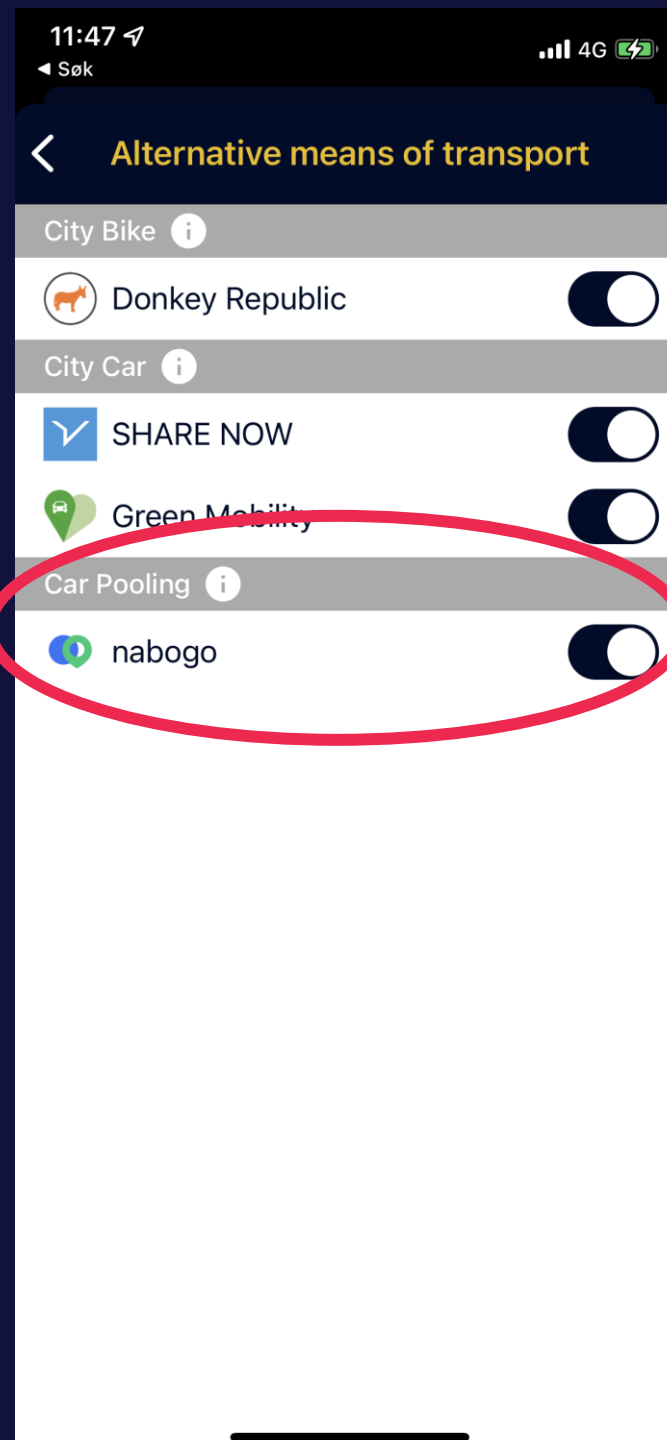 11:47
4G
◀ Søk
Alternative means of transport
City Bike i
Donkey Republic
City Car i
SHARE NOW
Green Mobility
Car Pooling i
nabogo